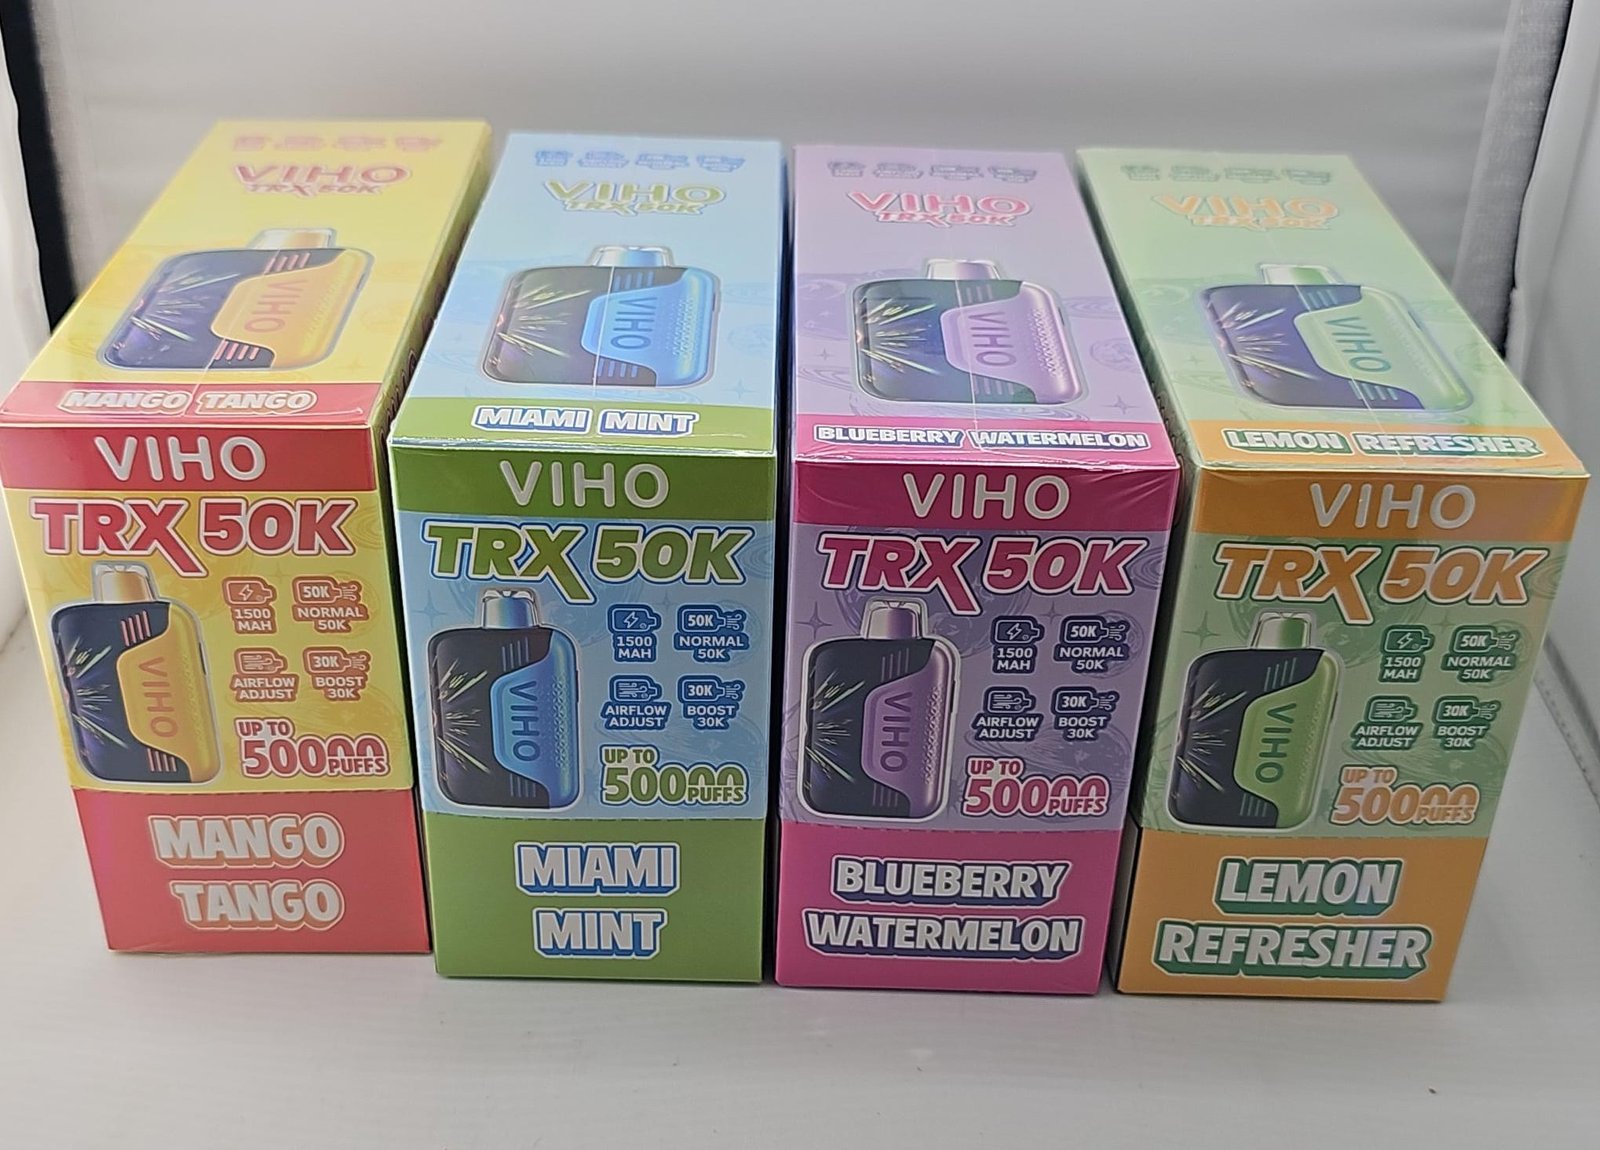 VIHO
TRX 50K
VIHO
MANGO TANGO
VIHO
TRX 50K
VIHO
1500
MAH
50K
NORMAL
50K
AIRFLOW
ADJUST
30K
BOOST
30K
UP TO
50000
PUFFS
MANGO
TANGO
VIHO
TRX 50K
VIHO
MIAMI MINT
VIHO
TRX 50K
VIHO
1500
MAH
50K
NORMAL
50K
AIRFLOW
ADJUST
30K
BOOST
30K
UP TO
50000
PUFFS
MIAMI
MINT
VIHO
TRX 50K
VIHO
BLUEBERRY WATERMELON
VIHO
TRX 50K
VIHO
1500
MAH
50K
NORMAL
50K
AIRFLOW
ADJUST
30K
BOOST
30K
UP TO
50000
PUFFS
BLUEBERRY
WATERMELON
VIHO
TRX 50K
VIHO
LEMON REFRESHER
VIHO
TRX 50K
VIHO
1500
MAH
50K
NORMAL
50K
AIRFLOW
ADJUST
30K
BOOST
30K
UP TO
50000
PUFFS
LEMON
REFRESHER